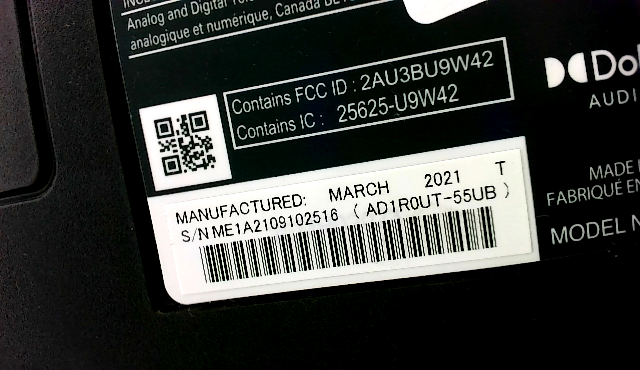 Analog and Digital
analogique et numérique, Canada
Contains FCC ID : 2AU3BU9W42
Contains IC : 25625-U9W42
MANUFACTURED: MARCH 2021 T
S/N ME1A2109102516 ( AD1R0UT-55UB )
AUDI
MADE
FABRIQUÉ EN
MODEL N